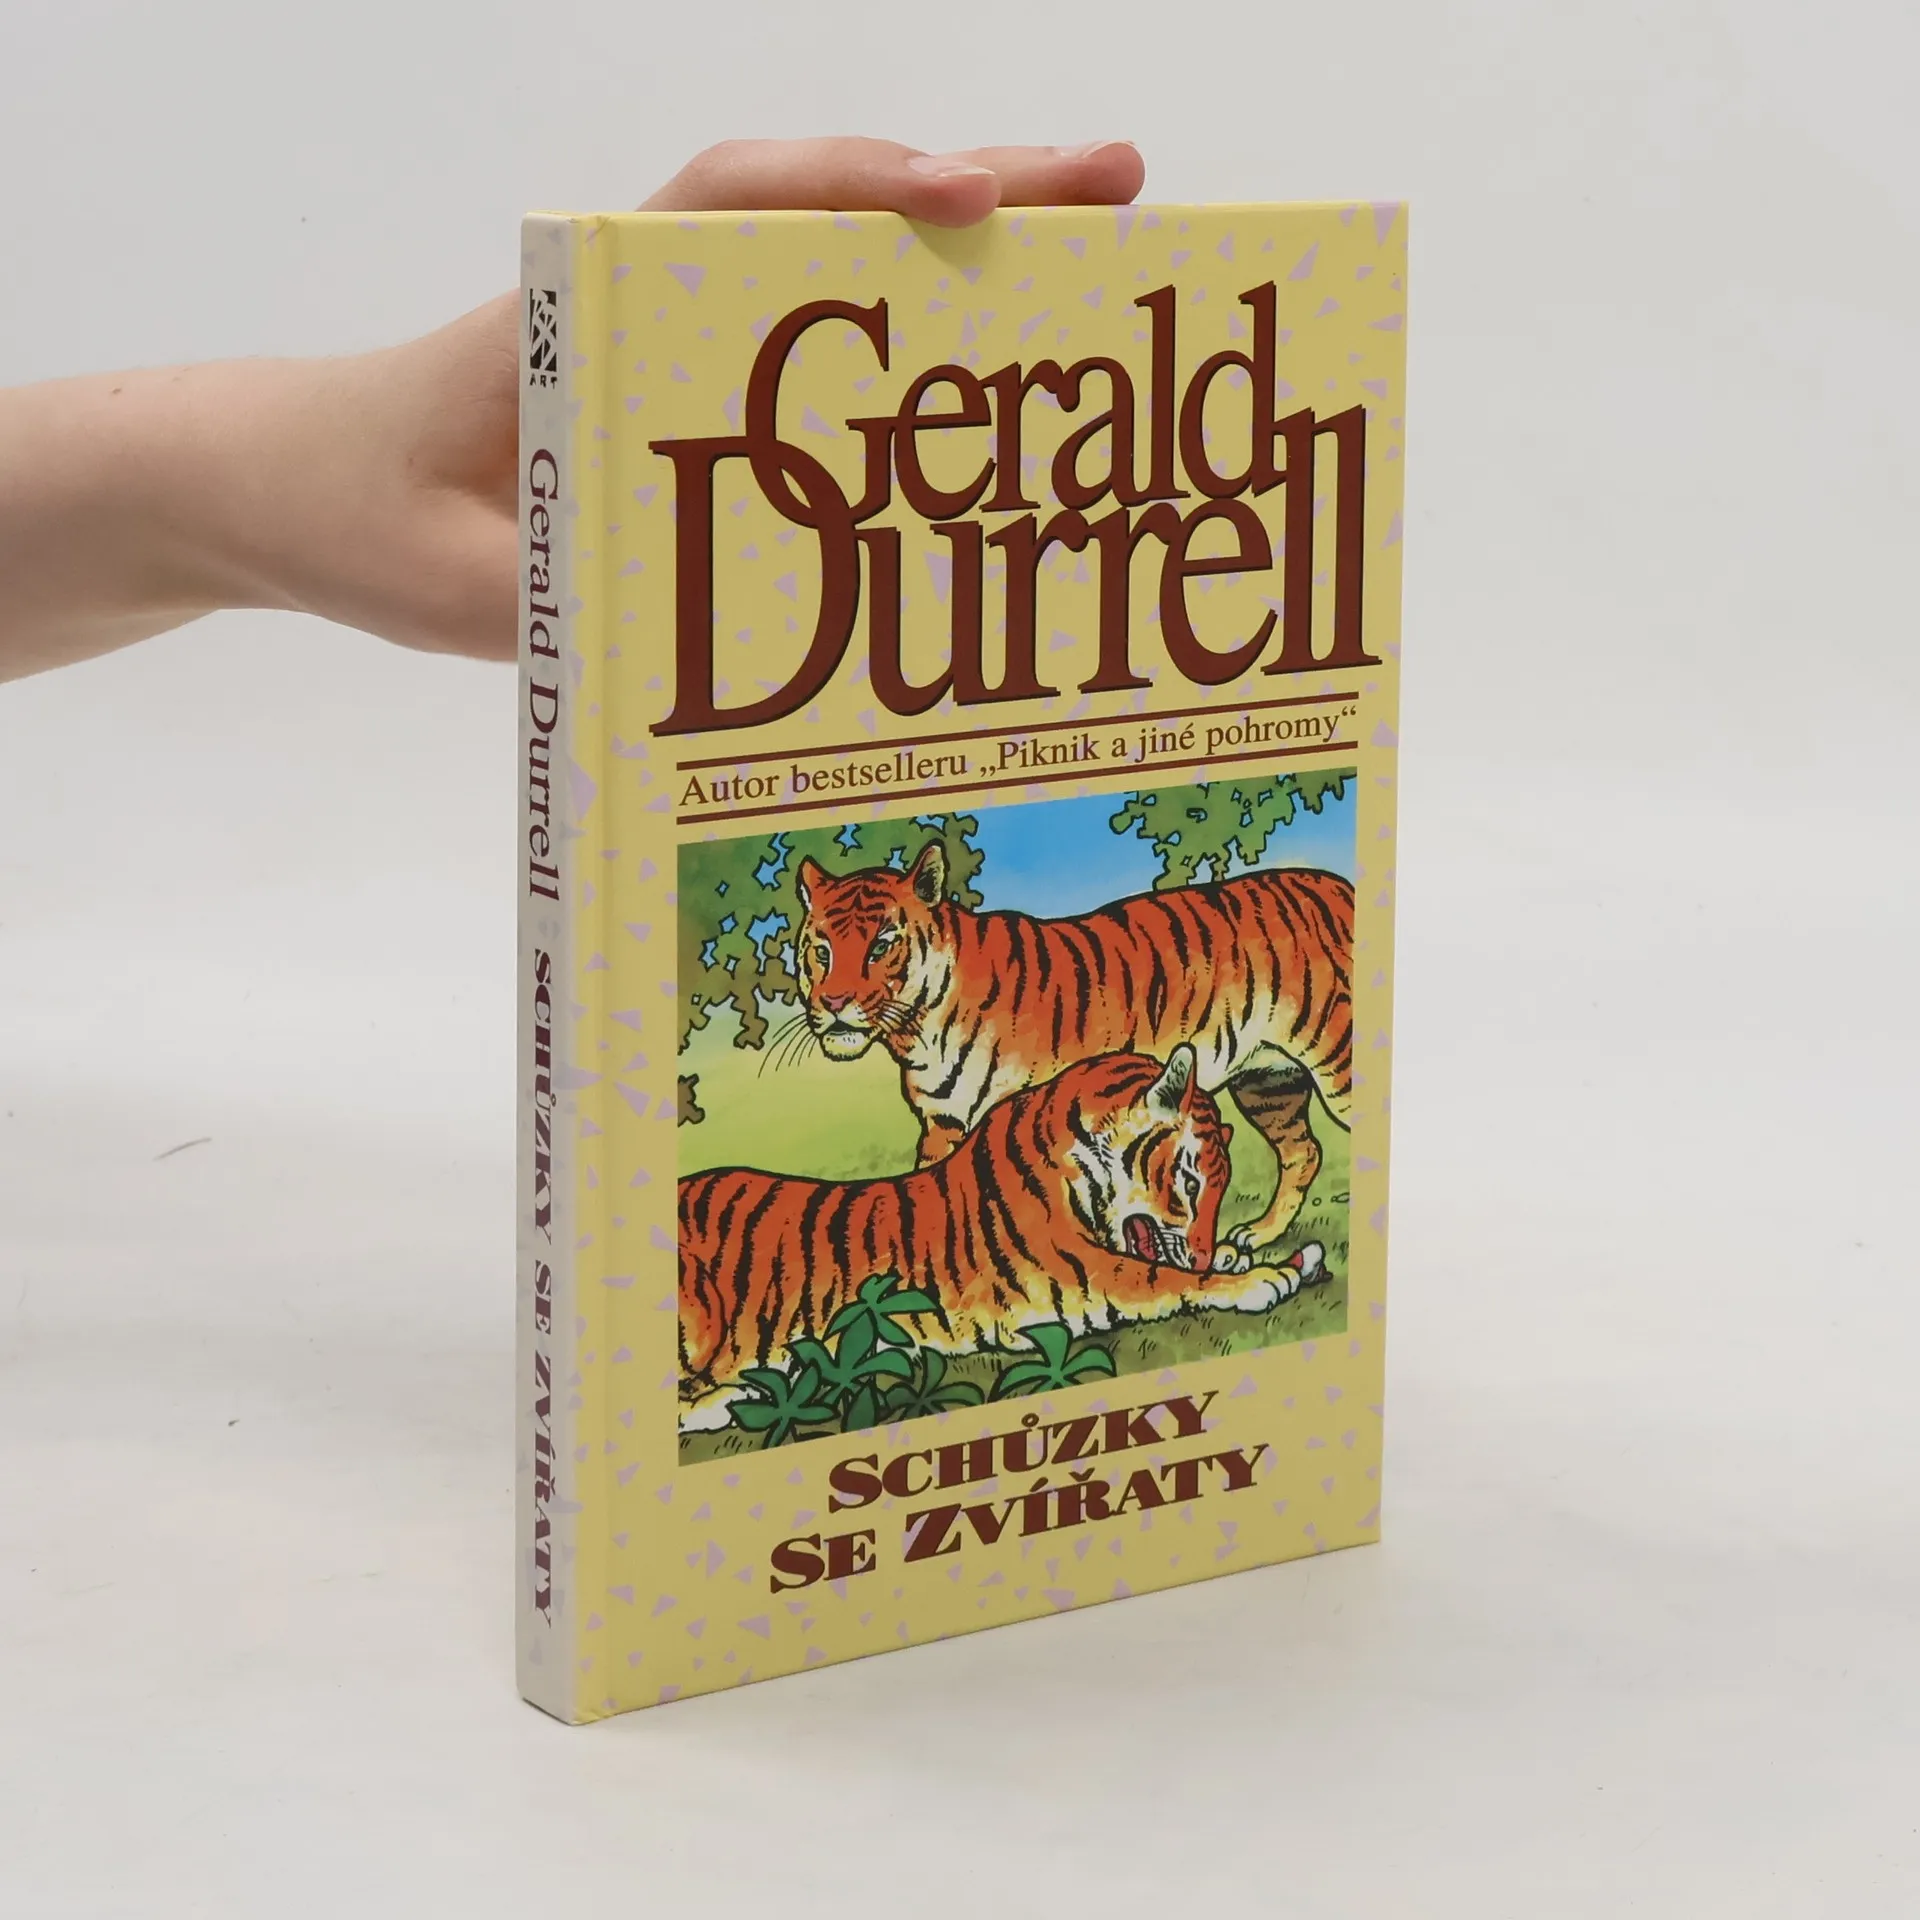 Gerald
Durrell
Autor bestselleru „Piknik a jiné pohromy“
SCHŮZKY
SE ZVÍŘATY
ART
Gerald Durrell SCHŮZKY SE ZVÍŘATY